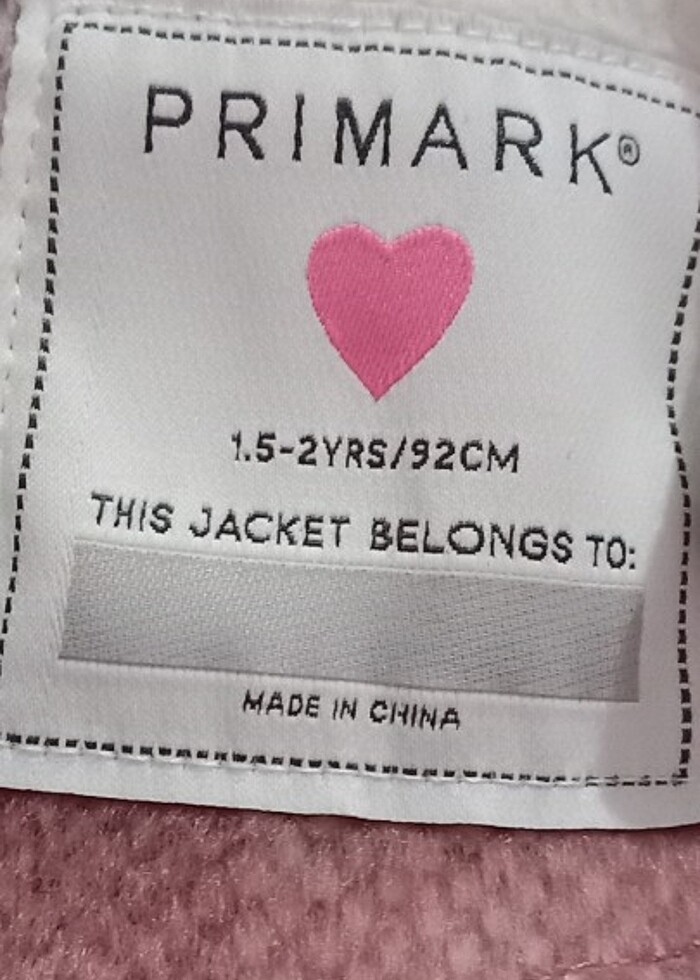 PRIMARK®
1.5-2YRS/92CM
THIS JACKET BELONGS TO:
MADE IN CHINA